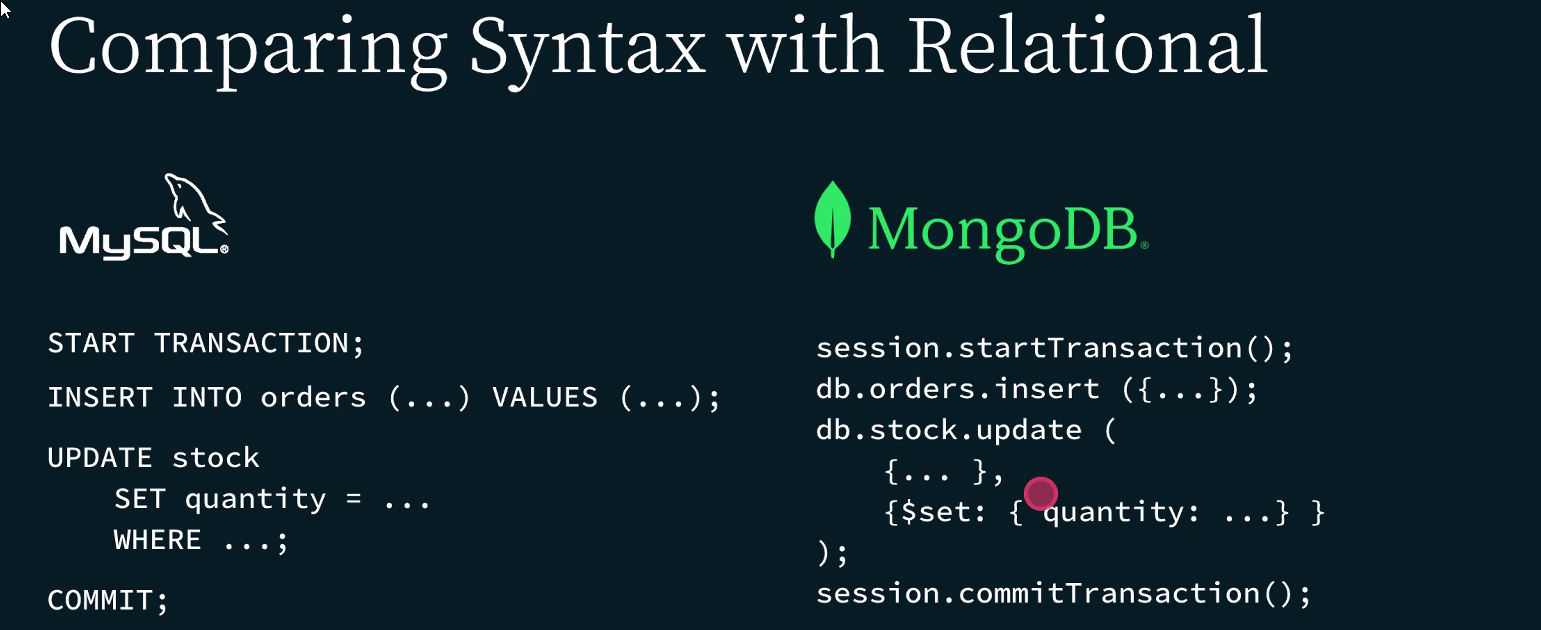 Comparing Syntax with Relational
MySQL®
START TRANSACTION;
INSERT INTO orders (...) VALUES (...);
UPDATE stock
SET quantity = ...
WHERE ...;
COMMIT;
MongoDB®
session.startTransaction();
db.orders.insert ({...});
db.stock.update (
{... },
{$set: { quantity: ...} }
);
session.commitTransaction();